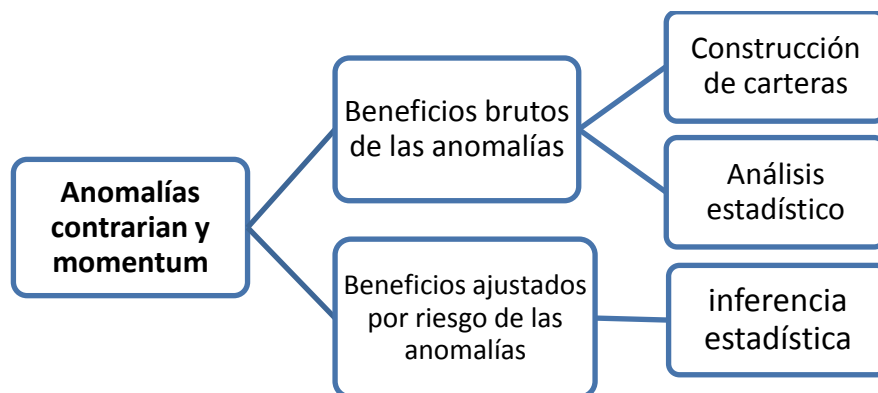 Anomalías
contrarian y
momentum
Beneficios brutos
de las anomalías
Construcción
de carteras
Análisis
estadístico
Beneficios ajustados
por riesgo de las
anomalías
inferencia
estadística